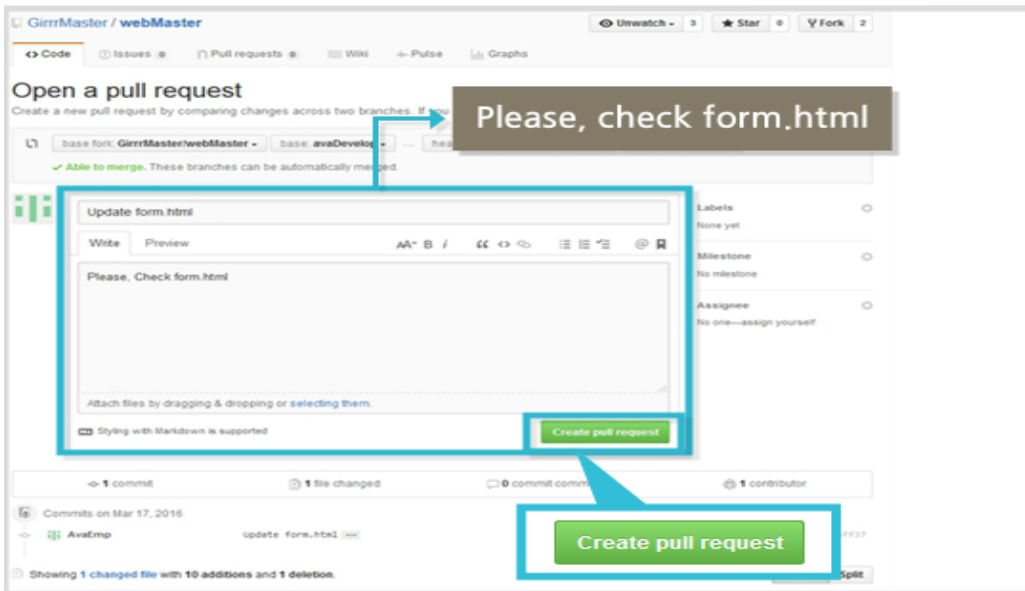 GirrrMaster / webMaster
Unwatch 3 Star 0 Fork 2
Code Issues 0 Pull requests 0 Wiki Pulse Graphs
Open a pull request
Create a new pull request by comparing changes across two branches. If you
Please, check form.html
base fork: GirrrMaster/webMaster base: avaDevelop ... hea
Able to merge. These branches can be automatically merged.
Update form.html
Labels
None yet
Write Preview
AA B i “ <> @
Milestone
No milestone
Please, Check form.html
Assignee
No one—assign yourself
Attach files by dragging & dropping or selecting them.
Styling with Markdown is supported
Create pull request
1 commit 1 file changed 0 commit comm 1 contributor
Commits on Mar 17, 2016
AvaEmp update form.html ... ff37
Create pull request
Showing 1 changed file with 10 additions and 1 deletion.
Split